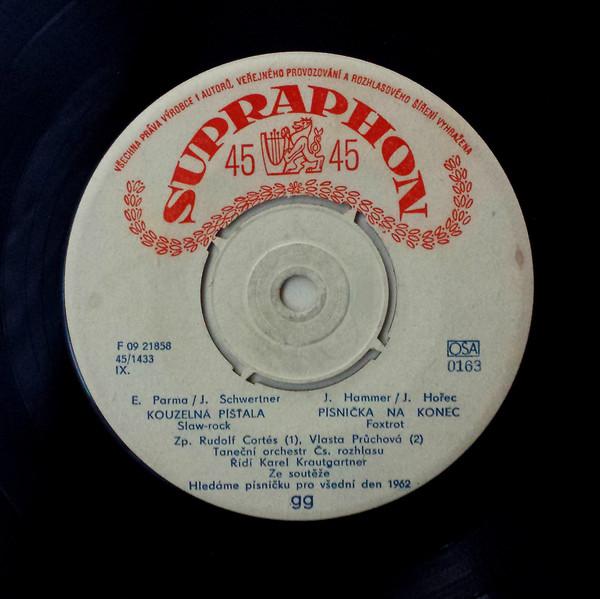 VŠECHNA PRÁVA VÝROBCE I AUTORŮ, VEŘEJNÉHO PROVOZOVÁNÍ A ROZHLASOVÉHO ŠÍŘENÍ VYHRAŽENA
SUPRAPHON
45 45
F 09 21858
45/1433
IX.
OSA
0163
E. Parma/J. Schwertner
KOUZELNÁ PÍŠŤALA
Slaw-rock
J. Hammer/J. Hořec
PÍSNIČKA NA KONEC
Foxtrot
Zp. Rudolf Cortés (1), Vlasta Průchová (2)
Taneční orchestr Čs. rozhlasu
Řídí Karel Krautgartner
Ze soutěže
Hledáme písničku pro všední den 1962
gg